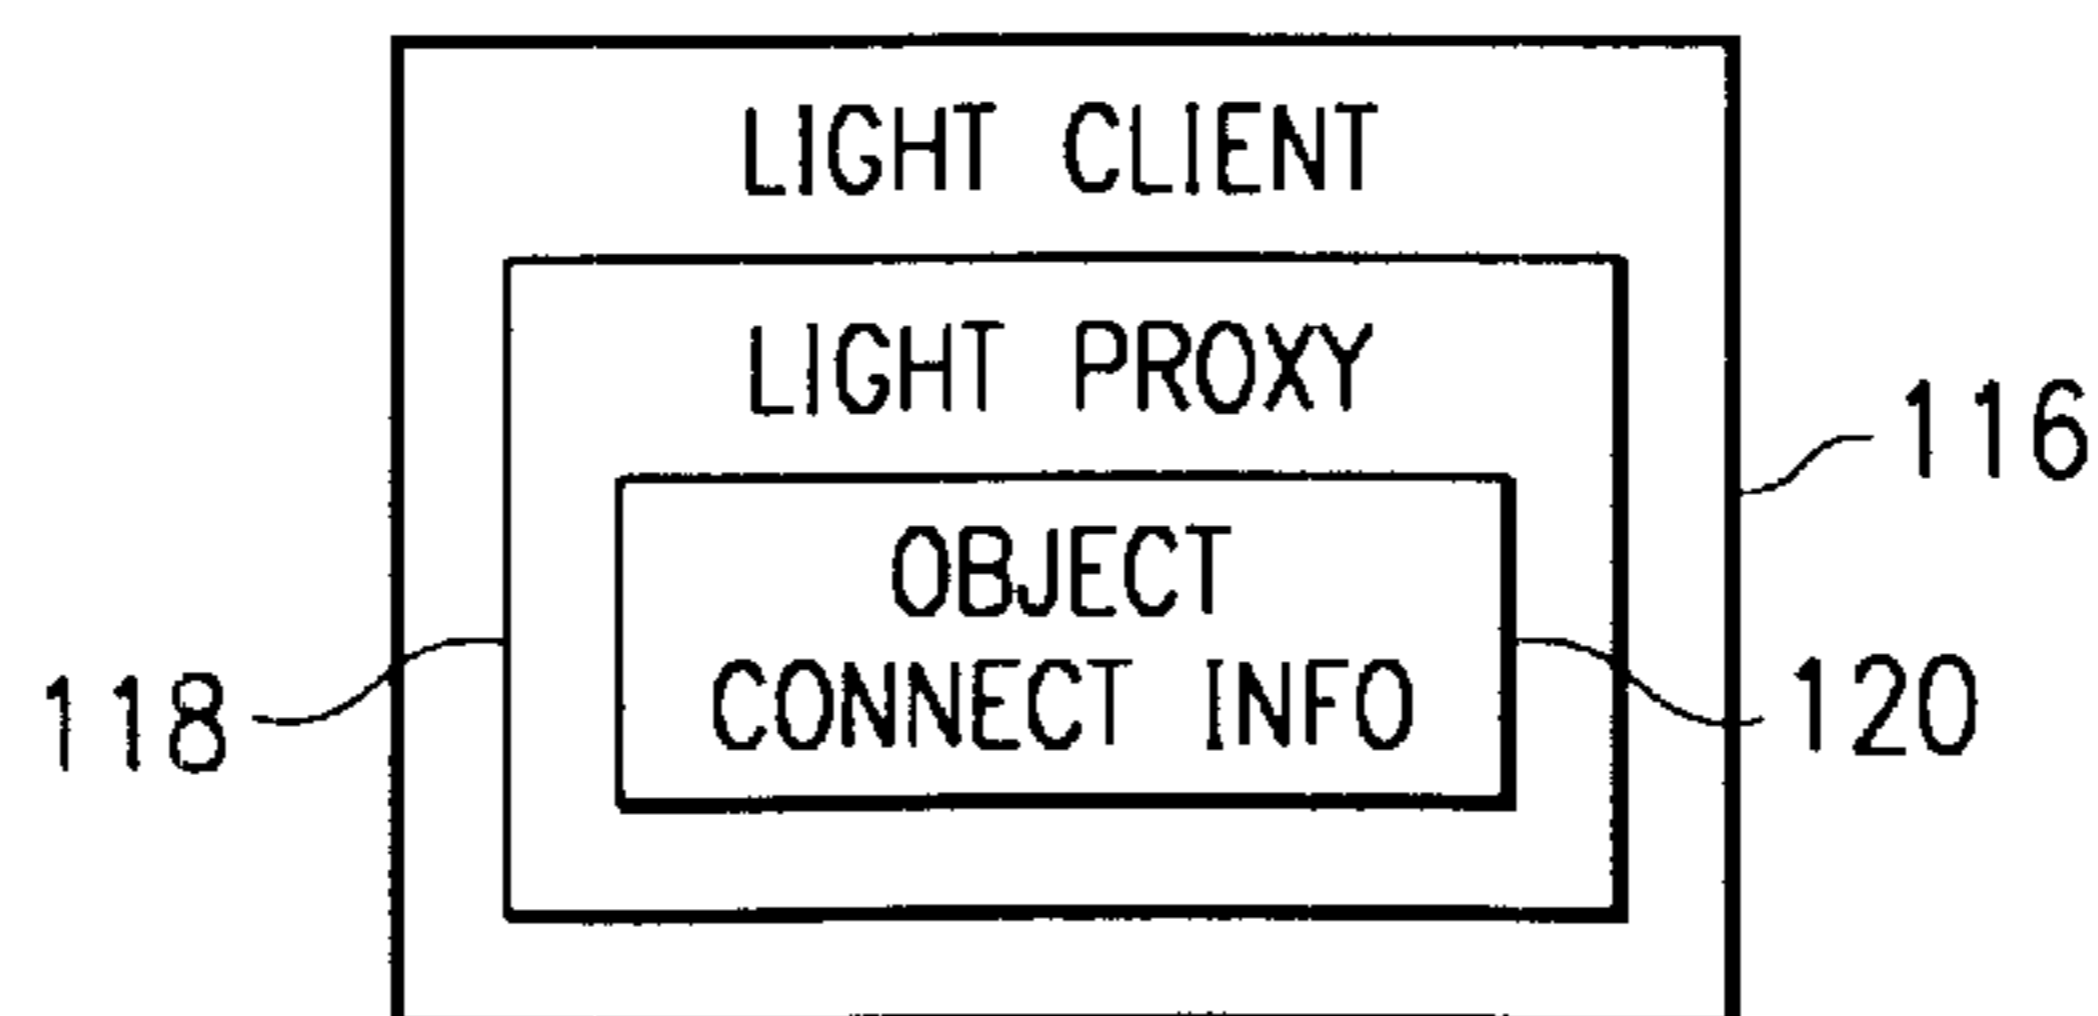 LIGHT CLIENT
LIGHT PROXY
116
OBJECT
CONNECT INFO
118
120